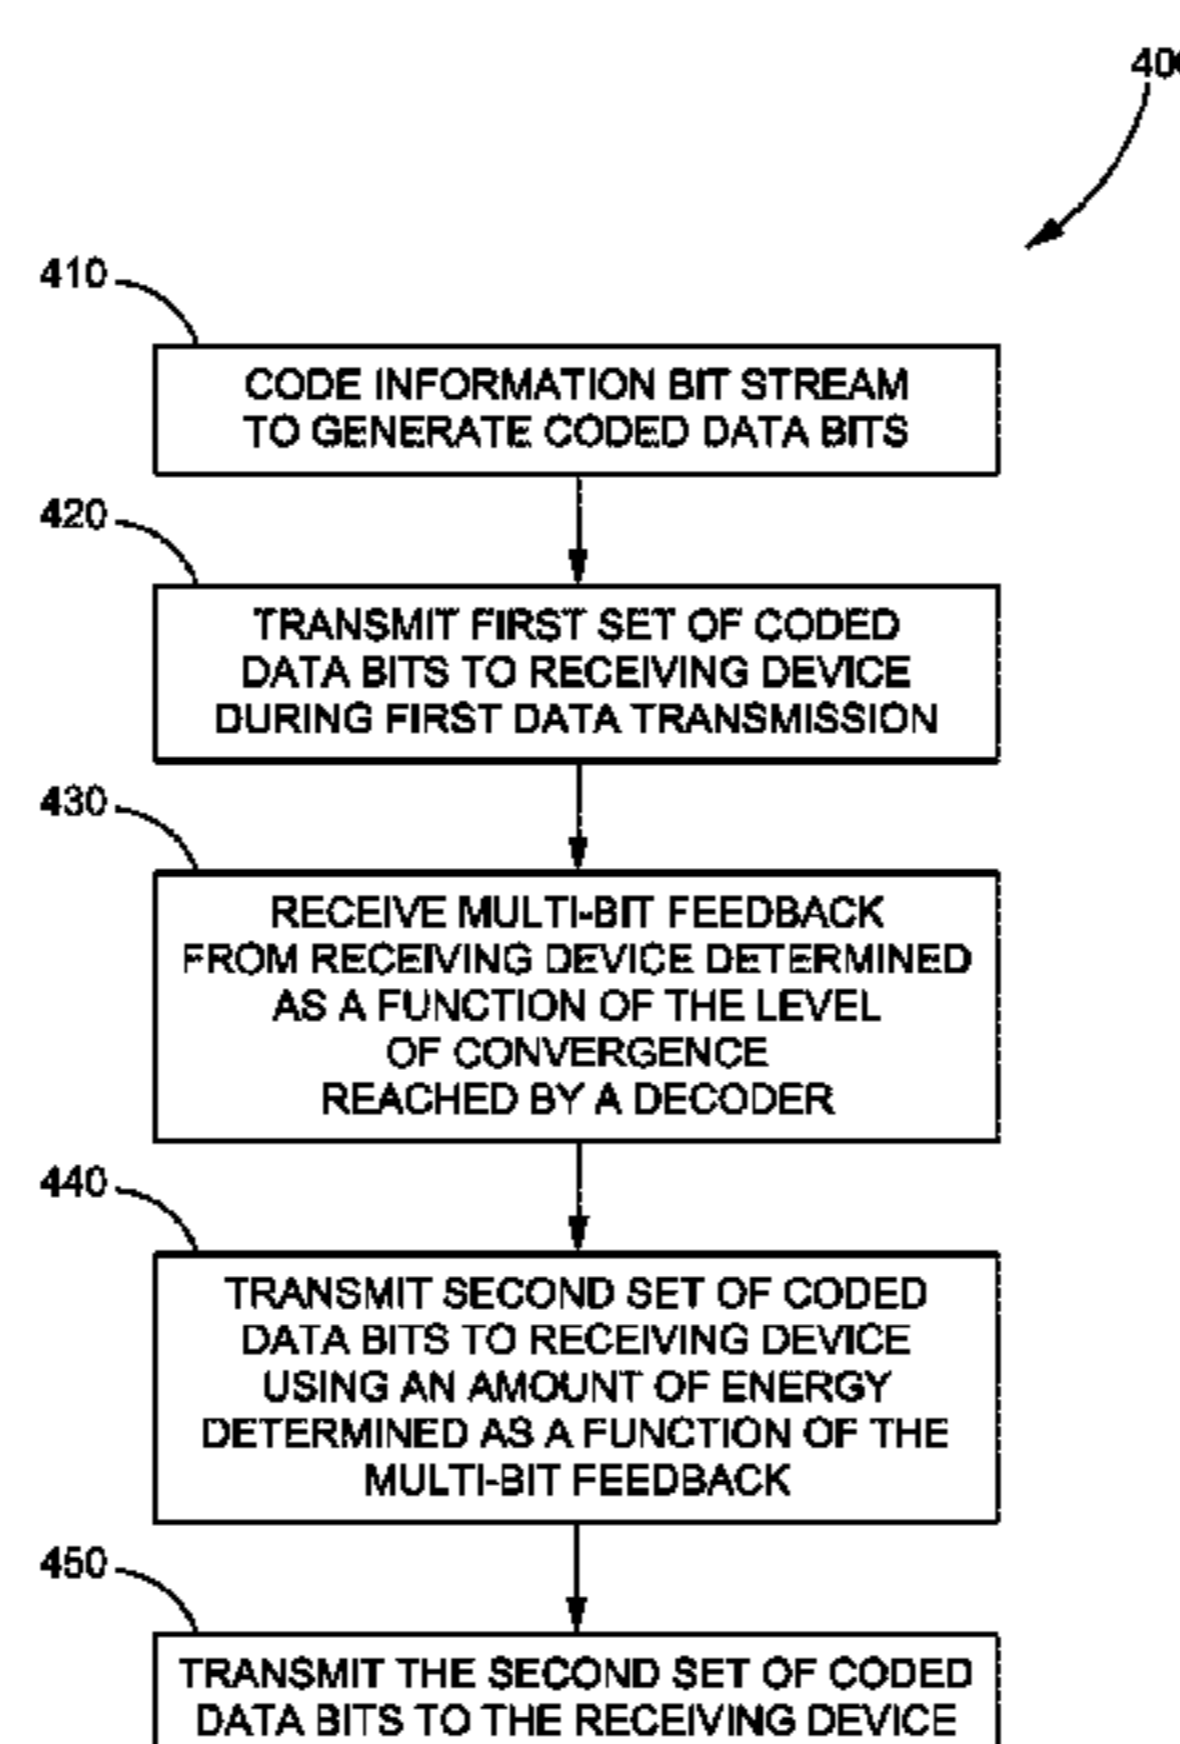 410
CODE INFORMATION BIT STREAM
TO GENERATE CODED DATA BITS
420
TRANSMIT FIRST SET OF CODED
DATA BITS TO RECEIVING DEVICE
DURING FIRST DATA TRANSMISSION
430
RECEIVE MULTI-BIT FEEDBACK
FROM RECEIVING DEVICE DETERMINED
AS A FUNCTION OF THE LEVEL
OF CONVERGENCE
REACHED BY A DECODER
440
TRANSMIT SECOND SET OF CODED
DATA BITS TO RECEIVING DEVICE
USING AN AMOUNT OF ENERGY
DETERMINED AS A FUNCTION OF THE
MULTI-BIT FEEDBACK
450
TRANSMIT THE SECOND SET OF CODED
DATA BITS TO THE RECEIVING DEVICE